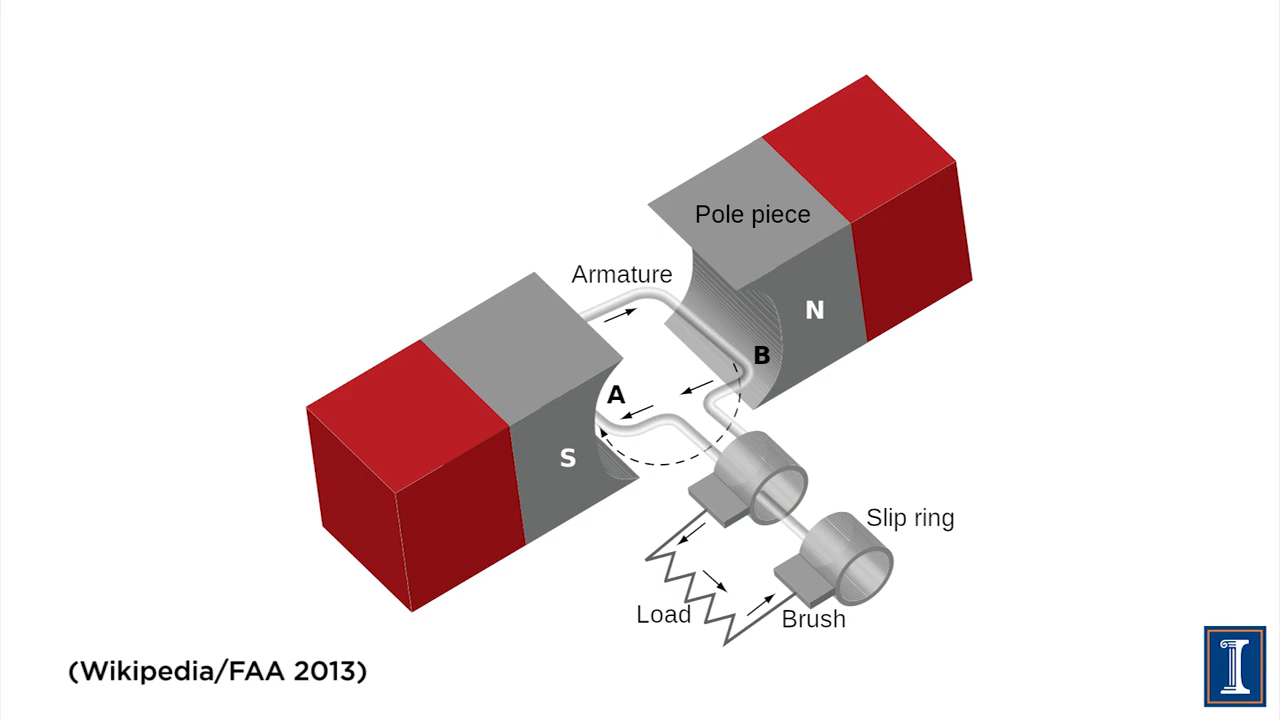 Pole piece
Armature
N
B
A
S
Slip ring
Load
Brush
(Wikipedia/FAA 2013)
I